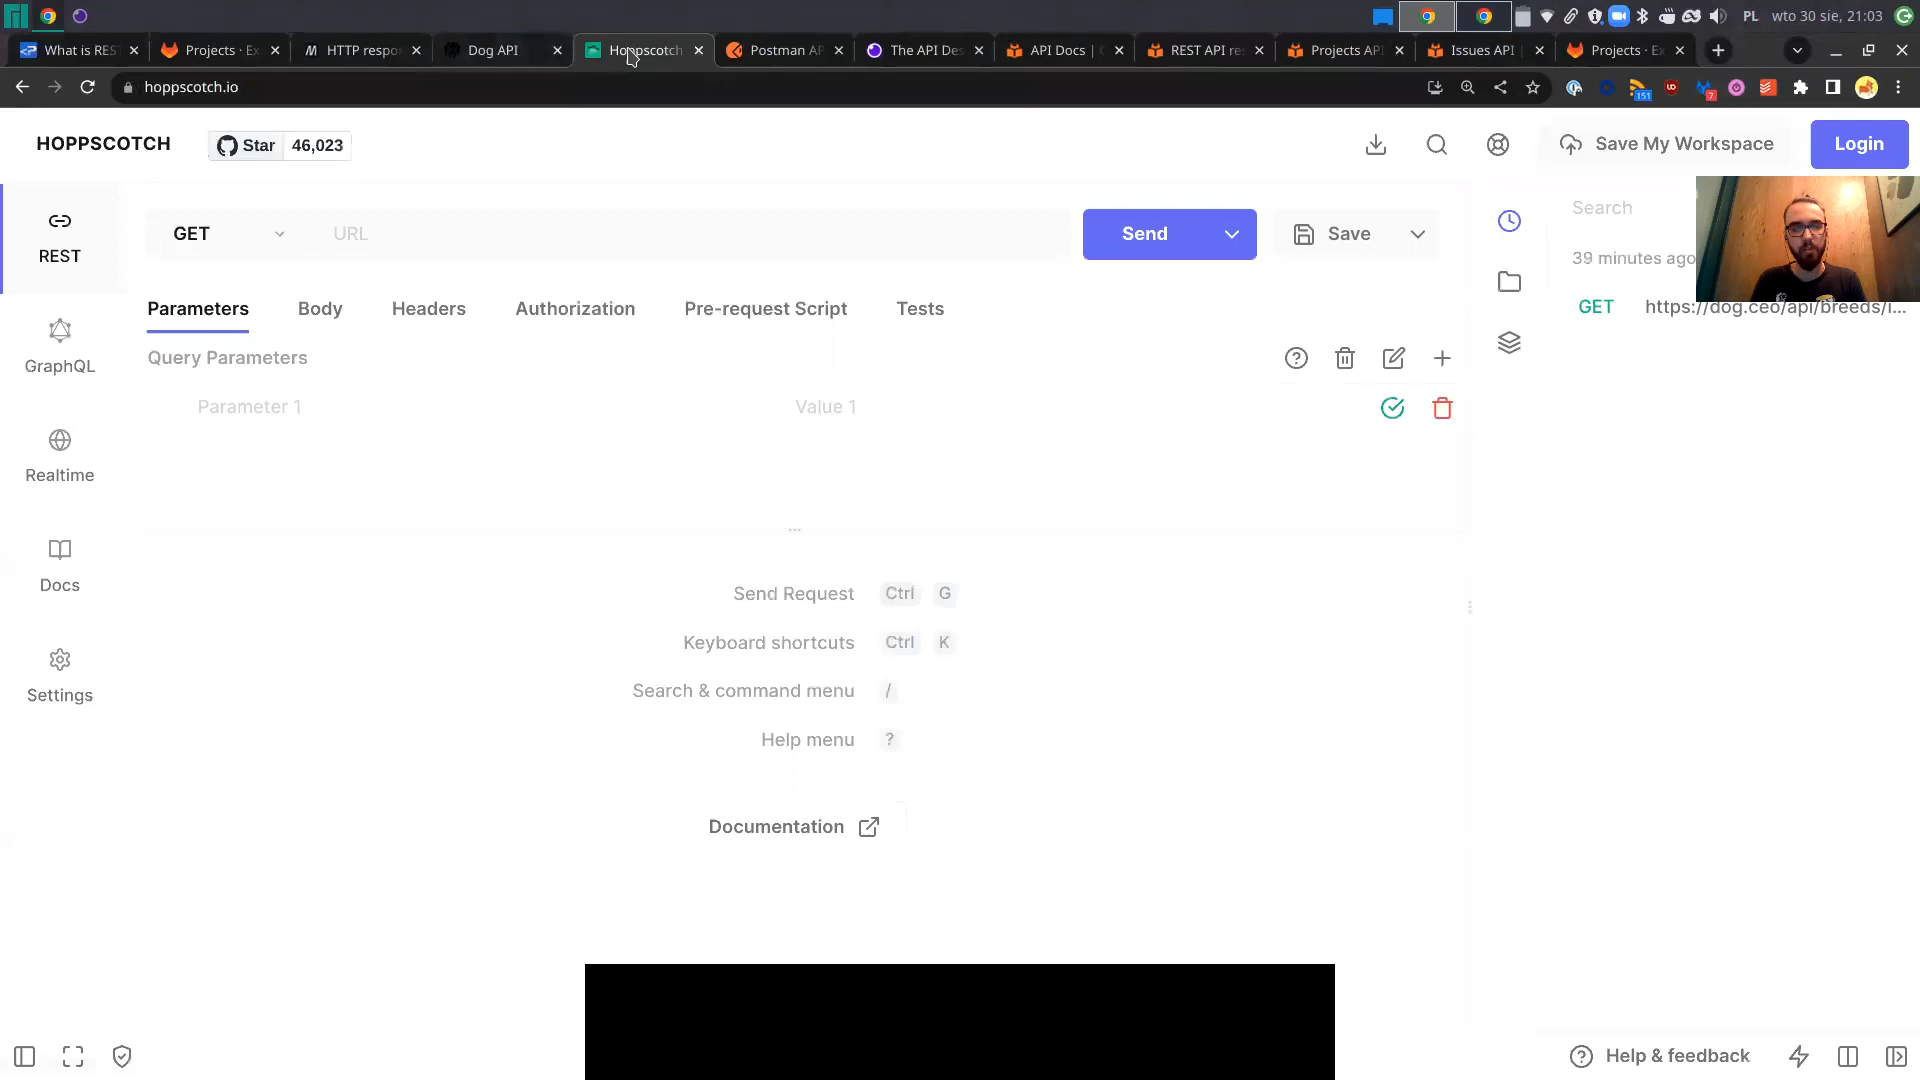 PL wto 30 sie, 21:03
What is RES
Projects · Ex
HTTP respo
Dog API
Hoppscotch
Postman AP
The API Des
API Docs |
REST API re
Projects API
Issues API
Projects · Ex
hoppscotch.io
151
7
HOPPSCOTCH
Star 46,023
Save My Workspace
Login
REST
GraphQL
Realtime
Docs
Settings
GET
URL
Send
Save
Parameters Body Headers Authorization Pre-request Script Tests
Query Parameters
Parameter 1 Value 1
Send Request Ctrl G
Keyboard shortcuts Ctrl K
Search & command menu /
Help menu ?
Documentation
Search
39 minutes ago
GET https://dog.ceo/api/breeds/i...
Help & feedback